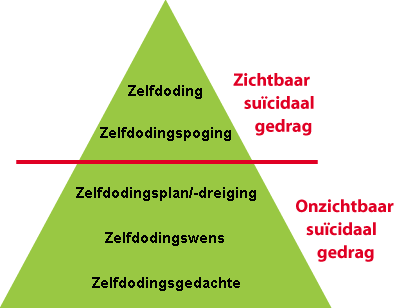 Zelfdoding
Zelfdodingspoging
Zichtbaar
suïcidaal
gedrag
Zelfdodingsplan/-dreiging
Zelfdodingswens
Zelfdodingsgedachte
Onzichtbaar
suïcidaal
gedrag